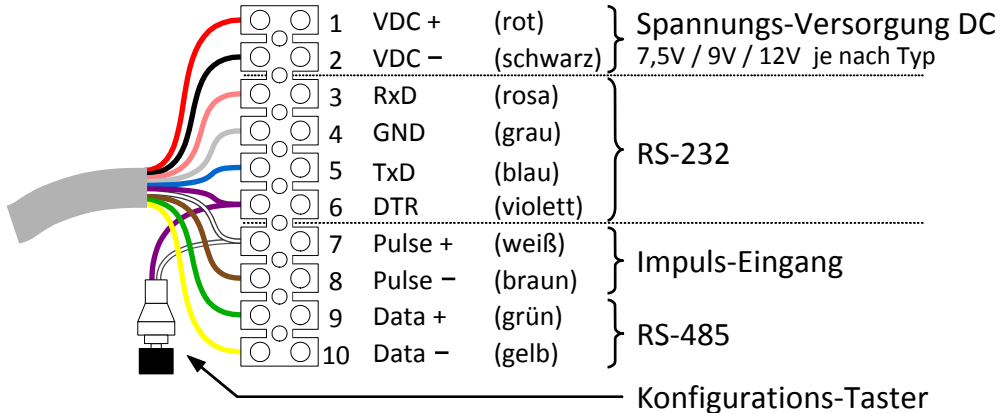 1 VDC + (rot)
2 VDC – (schwarz)
Spannungs-Versorgung DC
7,5V / 9V / 12V je nach Typ
3 RxD (rosa)
4 GND (grau)
5 TxD (blau)
6 DTR (violett)
RS-232
7 Pulse + (weiß)
8 Pulse – (braun)
Impuls-Eingang
9 Data + (grün)
10 Data – (gelb)
RS-485
Konfigurations-Taster